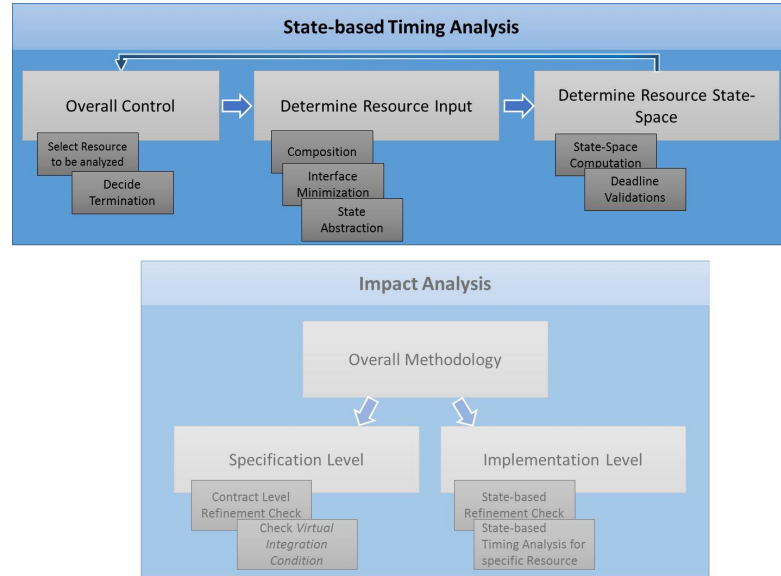 State-based Timing Analysis
Overall Control
Select Resource
to be analyzed
Decide
Termination
Determine Resource Input
Composition
Interface
Minimization
State
Abstraction
Determine Resource State-
Space
State-Space
Computation
Deadline
Validations
Impact Analysis
Overall Methodology
Specification Level
Contract Level
Refinement Check
Check Virtual
Integration
Condition
Implementation Level
State-based
Refinement Check
State-based
Timing Analysis for
specific Resource